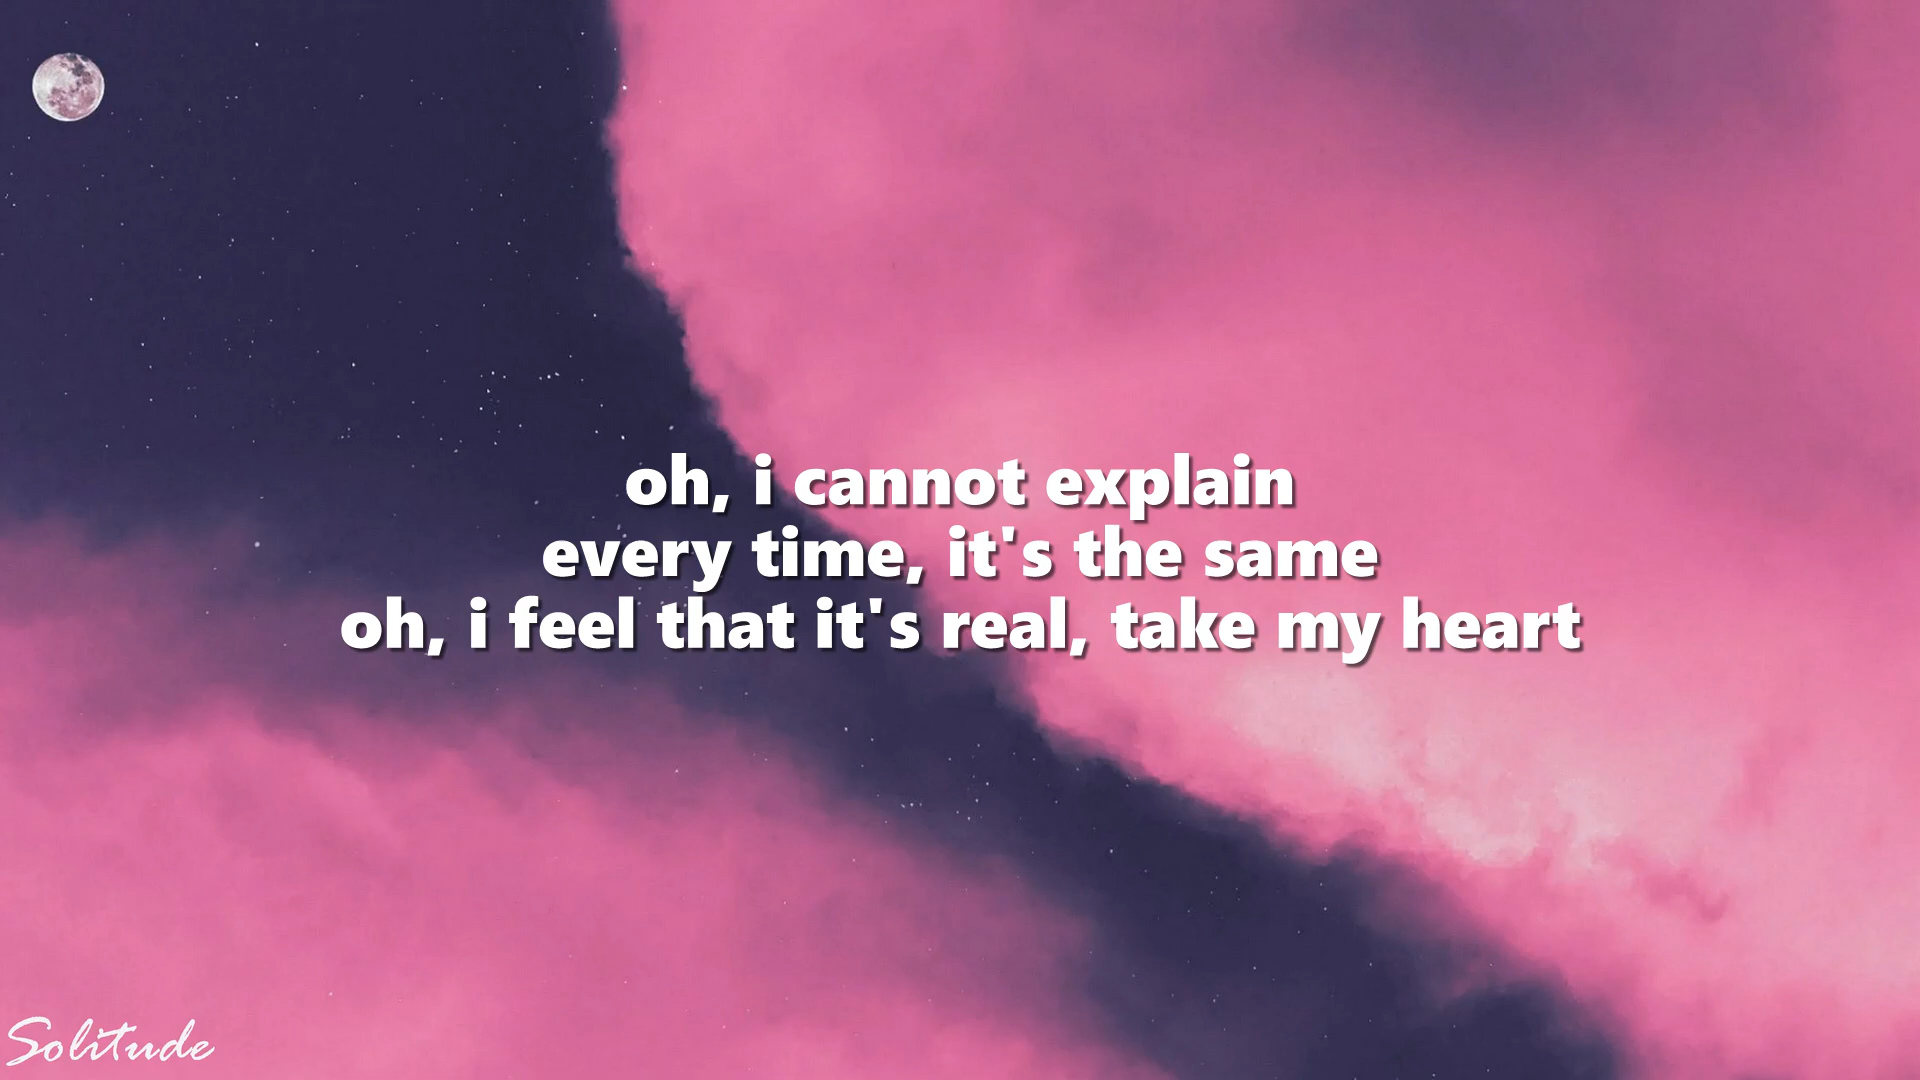 oh, i cannot explain
every time, it's the same
oh, i feel that it's real, take my heart
Solitude